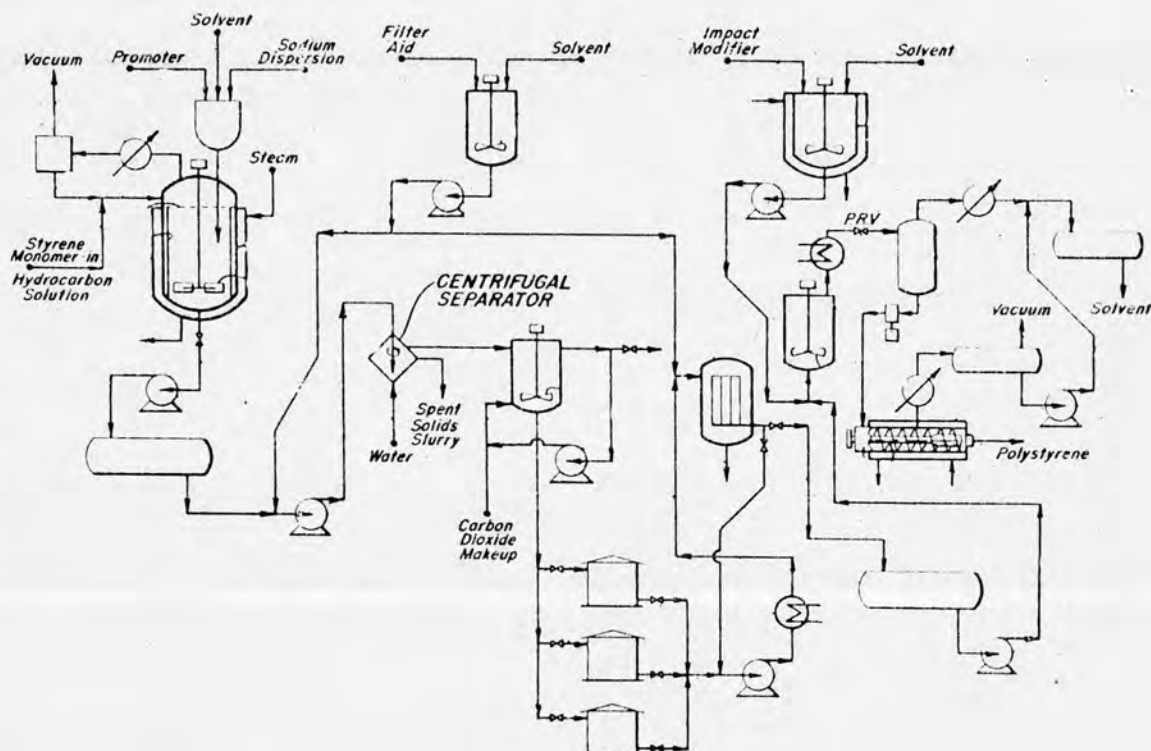 Solvent
Promoter
Sodium
Dispersion
Vacuum
Steam
Styrene
Monomer-in
Hydrocarbon
Solution
Filter
Aid
Solvent
Impact
Modifier
Solvent
PRV
CENTRIFUGAL
SEPARATOR
Vacuum
Solvent
Spent
Solids
Slurry
Water
Polystyrene
Carbon
Dioxide
Makeup